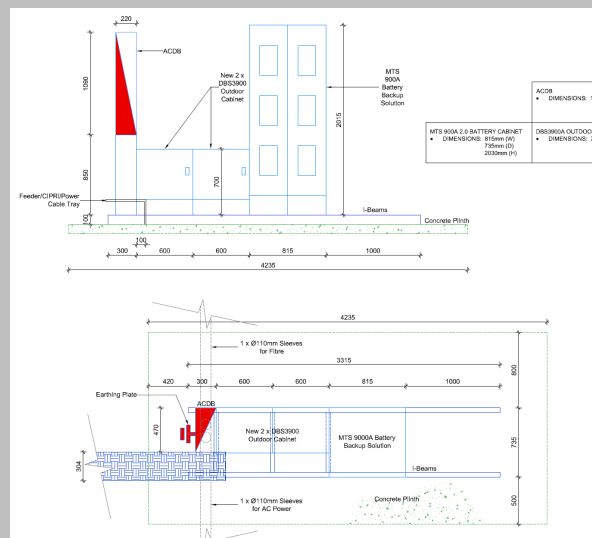 220
ACDB
1090
New 2 x
DBS3900
Outdoor
Cabinet
MTS
900A
Battery
Backup
Solution
2015
ACDB
• DIMENSIONS: 1
MTS 900A 2.0 BATTERY CABINET
• DIMENSIONS: 815mm (W)
735mm (D)
2030mm (H)
DBS3900A OUTDOO
• DIMENSIONS: 7
850
700
Feeder/CIPRI/Power
Cable Tray
I-Beams
Concrete Plinth
100
100
300
600
600
815
1000
4235
4235
1 x Ø110mm Sleeves
for Fibre
3315
800
Earthing Plate
420
300
600
600
815
1000
ACDB
470
New 2 x DBS3900
Outdoor Cabinet
MTS 9000A Battery
Backup Solution
735
304
I-Beams
1 x Ø110mm Sleeves
for AC Power
Concrete Plinth
500